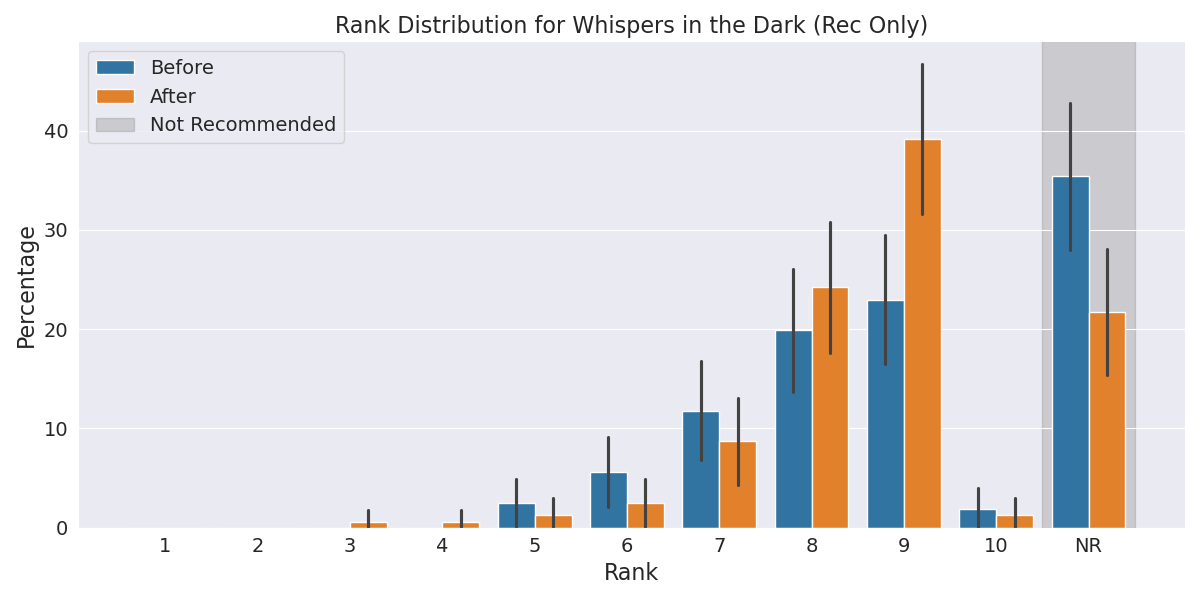 Rank Distribution for Whispers in the Dark (Rec Only)
Before
After
Not Recommended
Percentage
40
30
20
10
0
1 2 3 4 5 6 7 8 9 10 NR
Rank